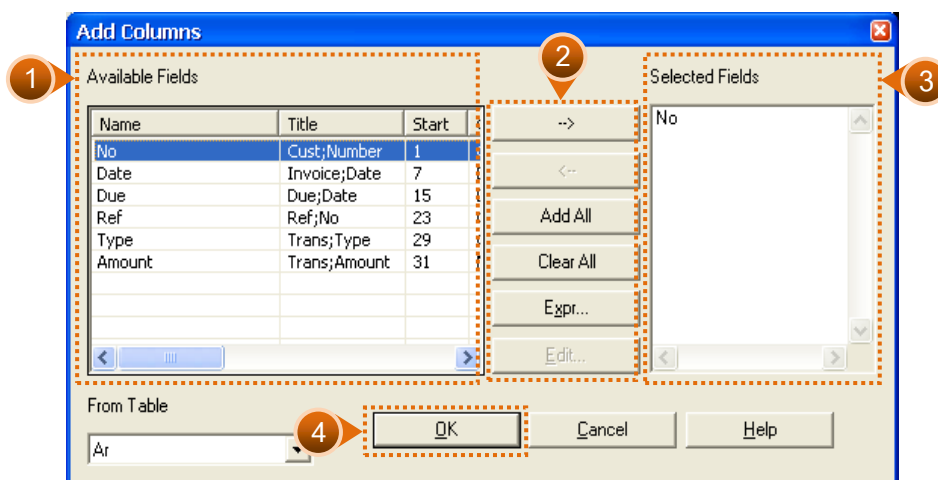 Add Columns
1
Available Fields
2
Selected Fields
3
Name Title Start
No Cust;Number 1
Date Invoice;Date 7
Due Due;Date 15
Ref Ref;No 23
Type Trans;Type 29
Amount Trans;Amount 31
-->
<--
Add All
Clear All
Expr...
Edit...
No
From Table
Ar
4
OK
Cancel
Help